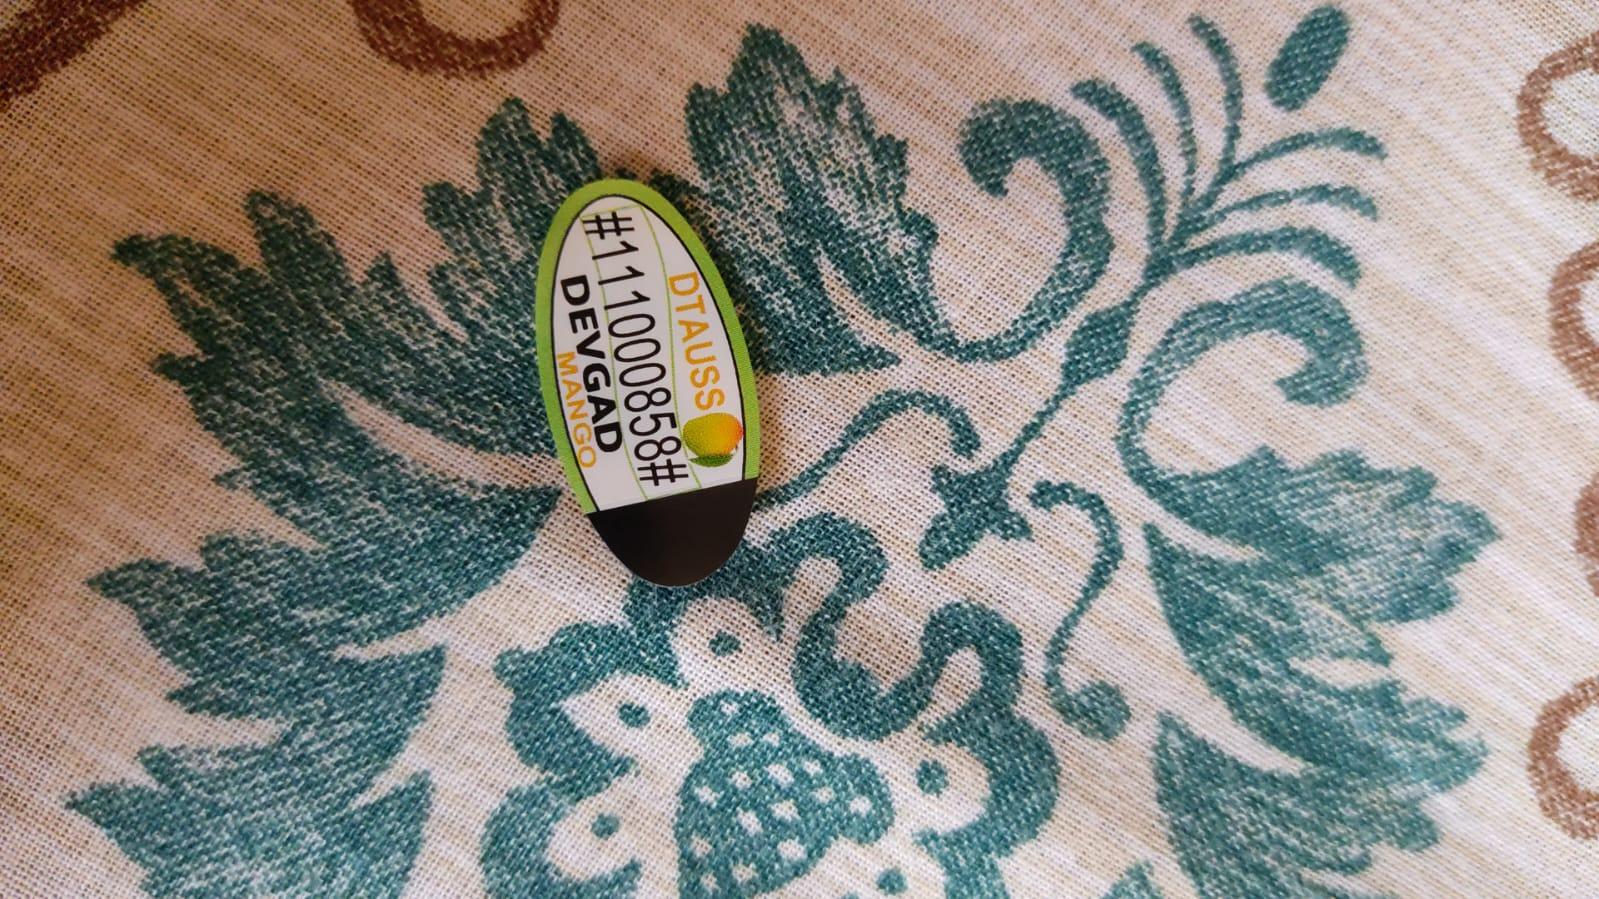 DTAUSS
#111000858#
DEVGAD
MANGO